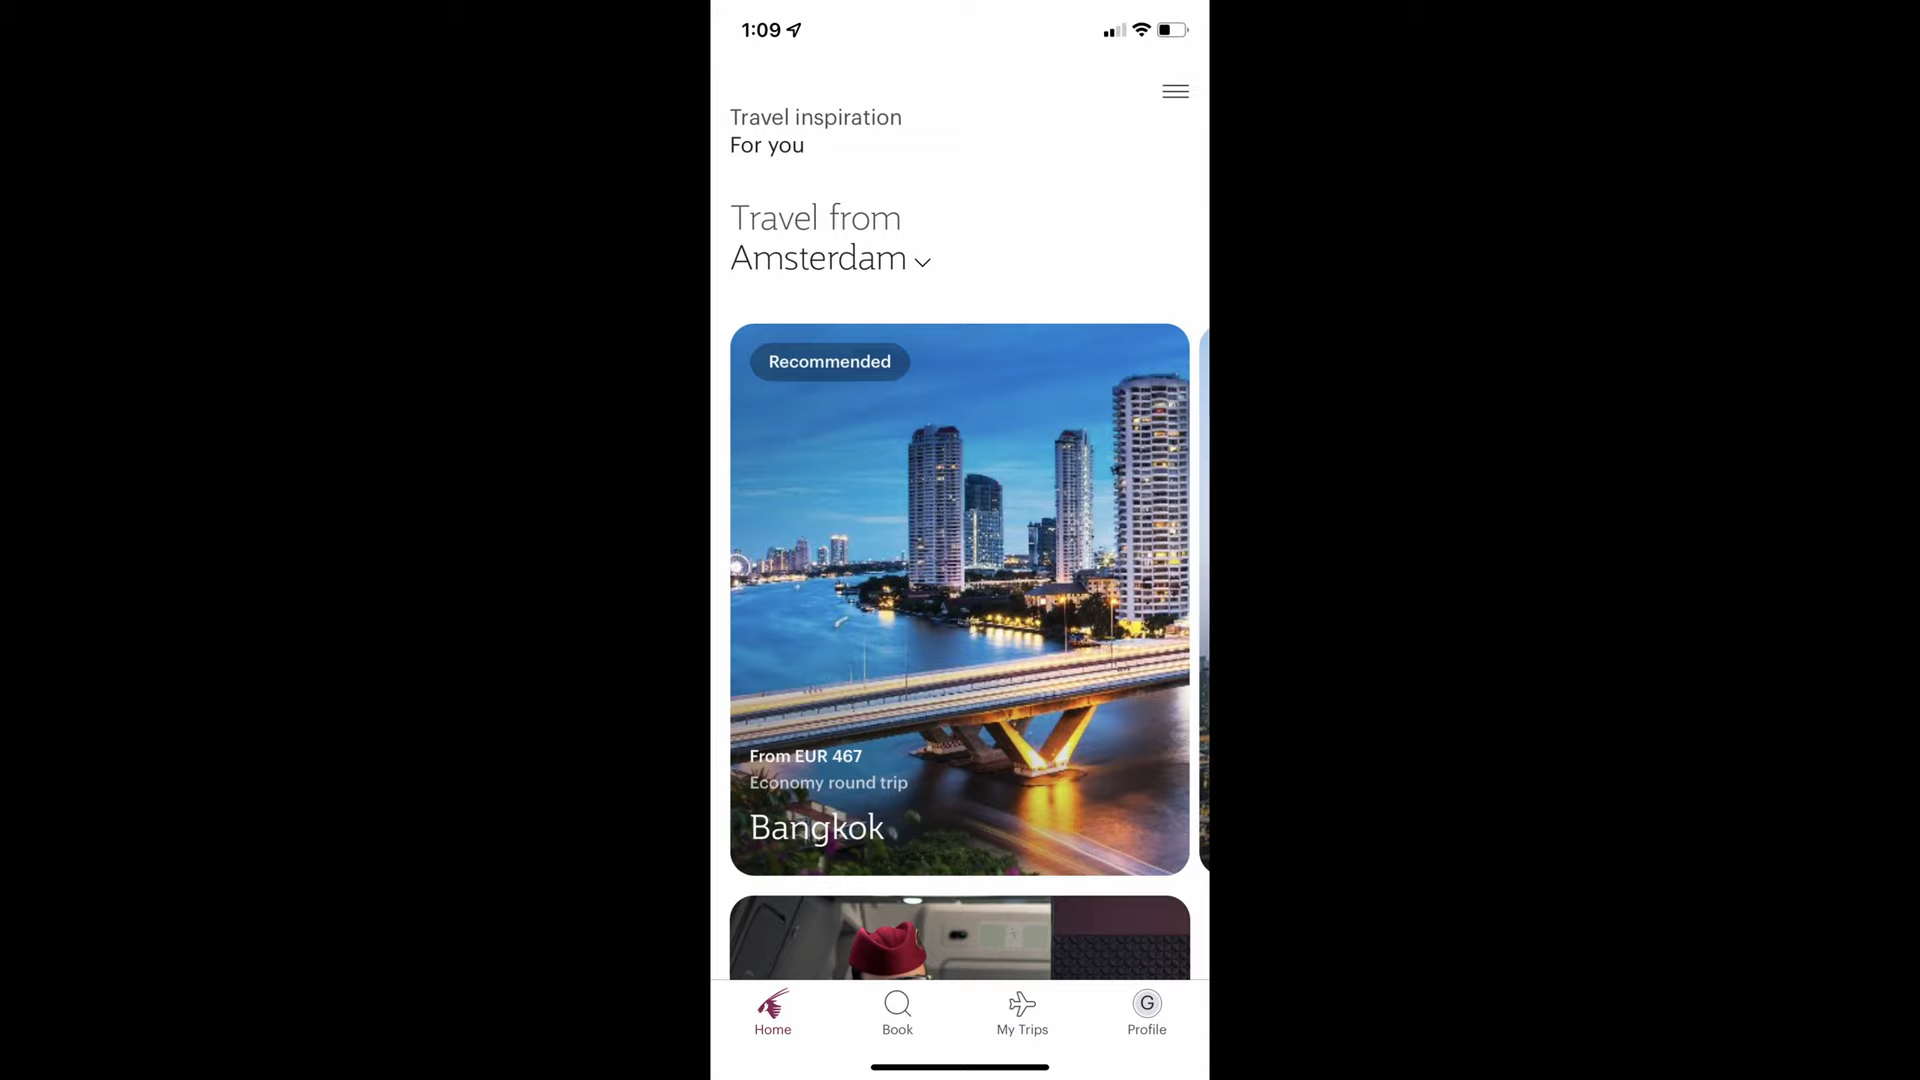 1:09
Travel inspiration
For you
Travel from
Amsterdam
Recommended
From EUR 467
Economy round trip
Bangkok
Home
Book
My Trips
G
Profile